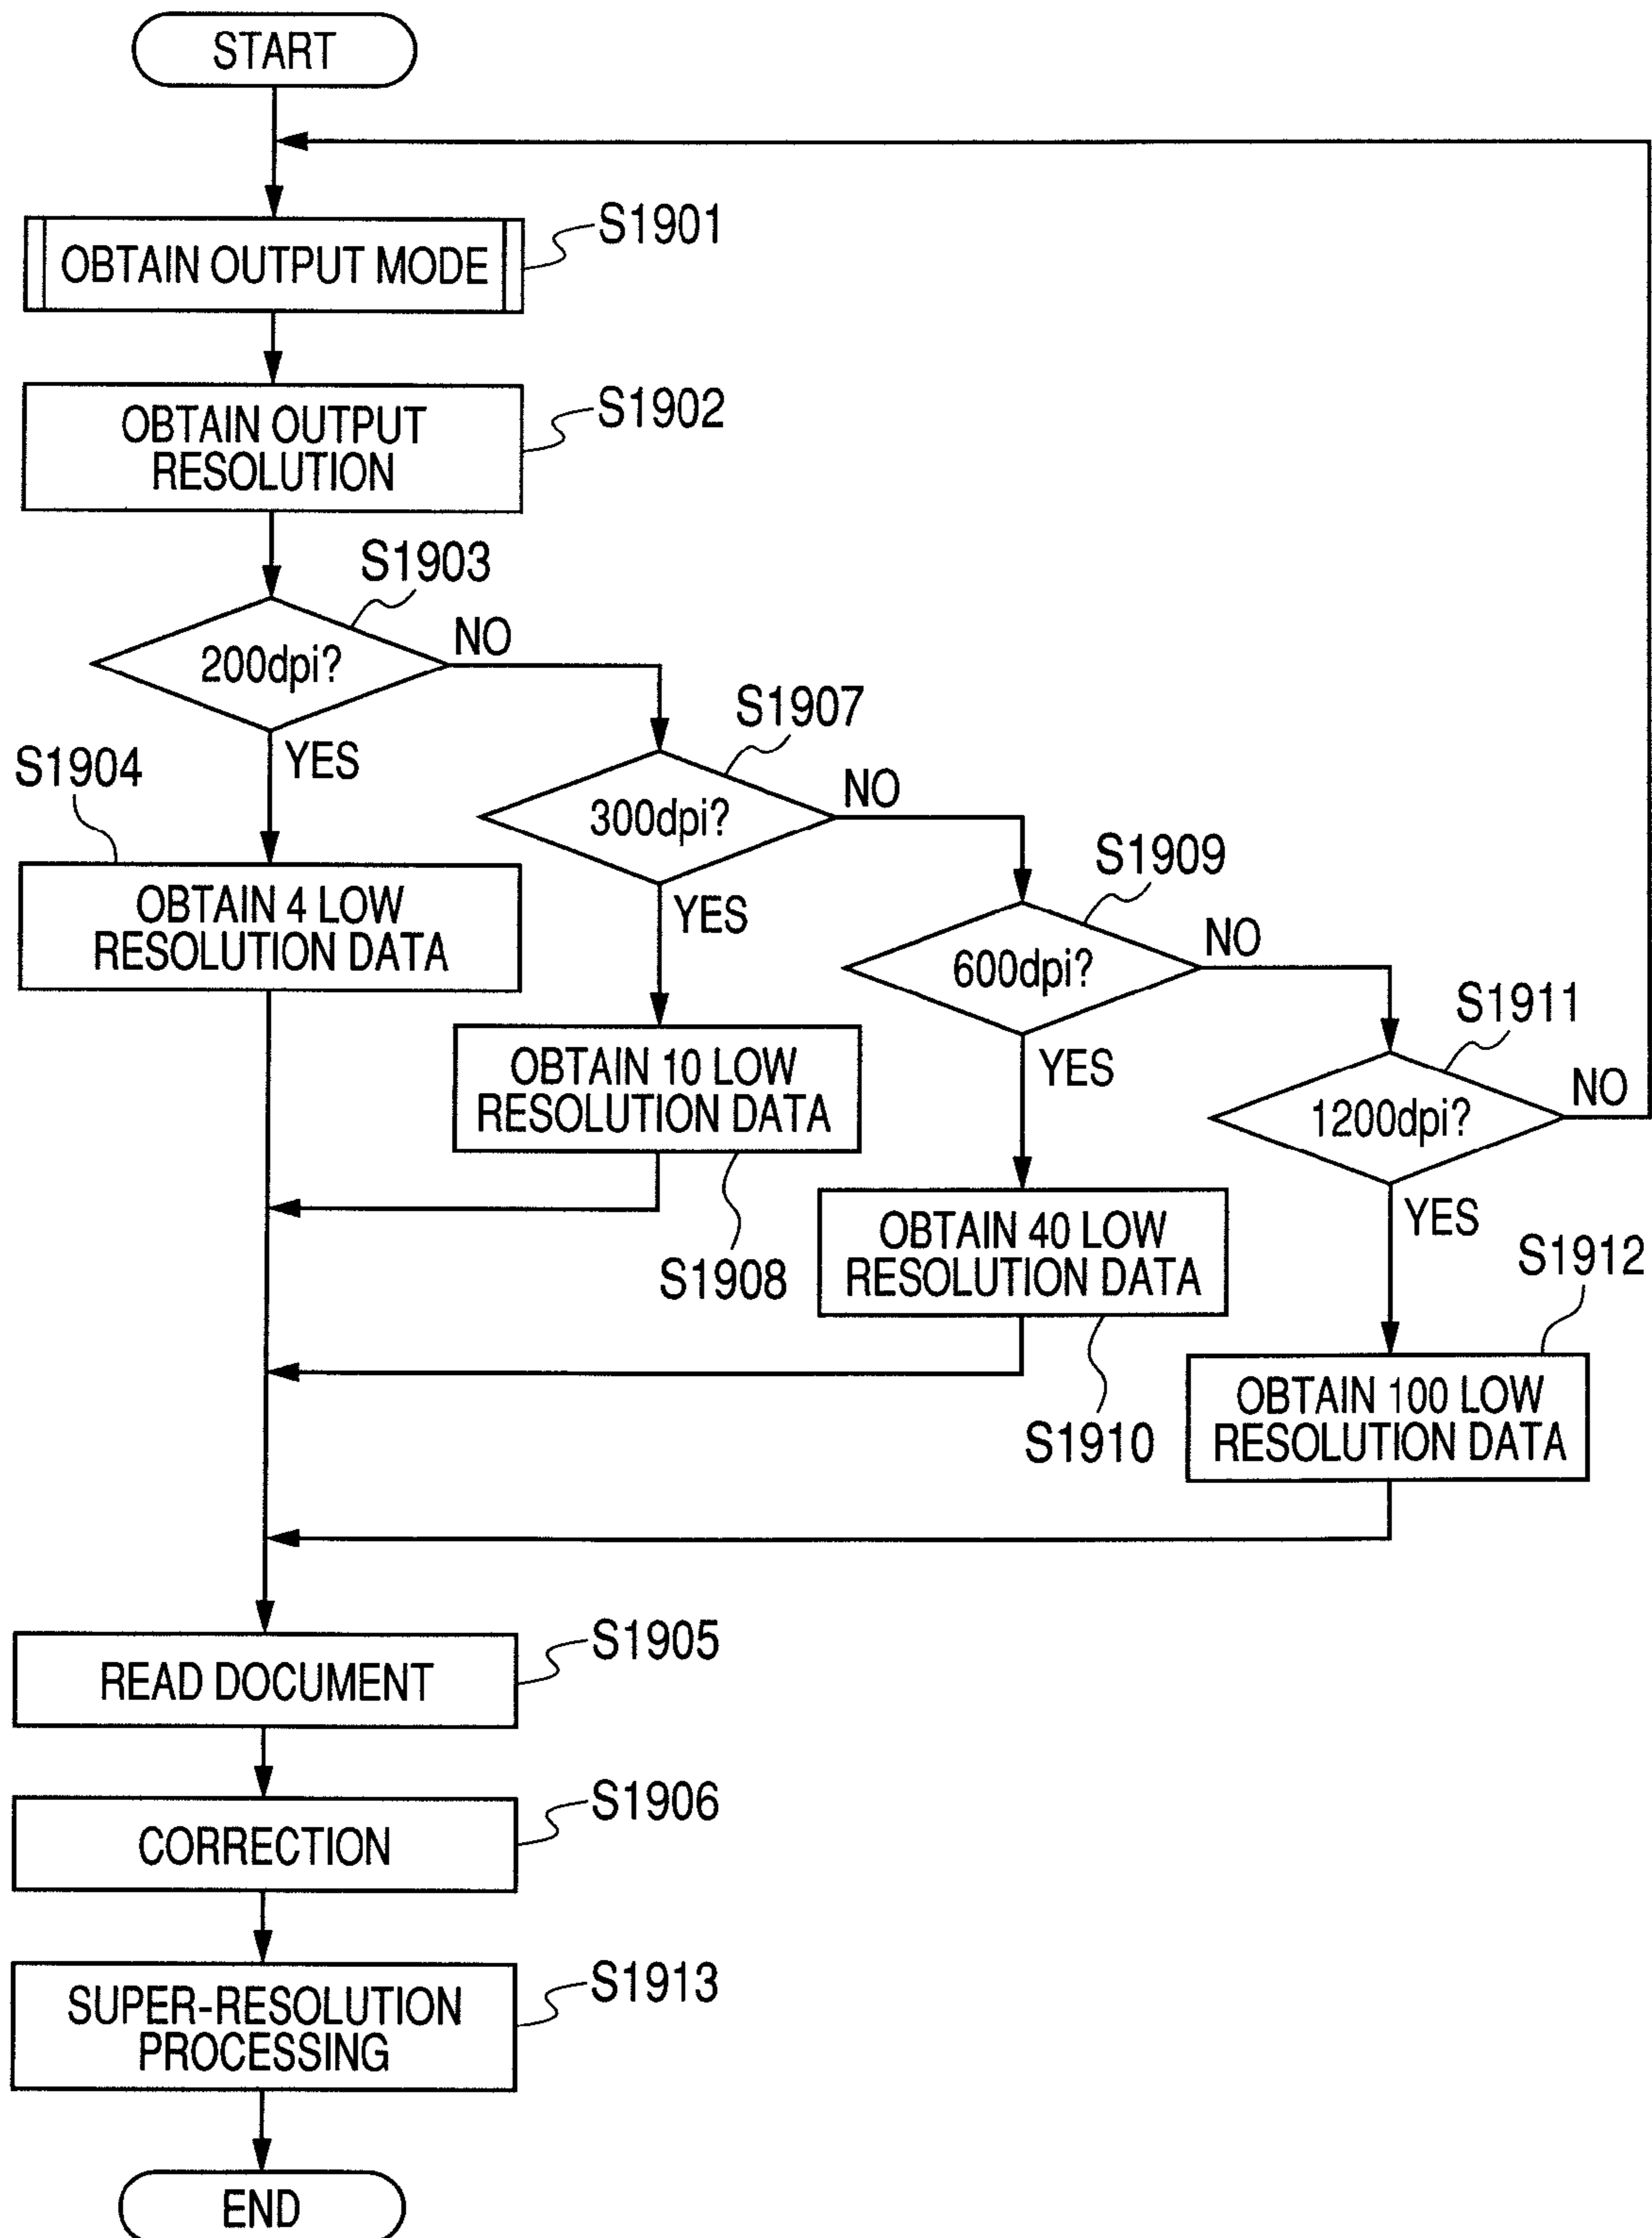 START
S1901
OBTAIN OUTPUT MODE
S1902
OBTAIN OUTPUT
RESOLUTION
S1903
200dpi?
NO
YES
S1904
OBTAIN 4 LOW
RESOLUTION DATA
S1907
300dpi?
NO
YES
OBTAIN 10 LOW
RESOLUTION DATA
S1908
S1909
600dpi?
NO
YES
OBTAIN 40 LOW
RESOLUTION DATA
S1910
S1911
1200dpi?
NO
YES
S1912
OBTAIN 100 LOW
RESOLUTION DATA
S1905
READ DOCUMENT
S1906
CORRECTION
S1913
SUPER-RESOLUTION
PROCESSING
END